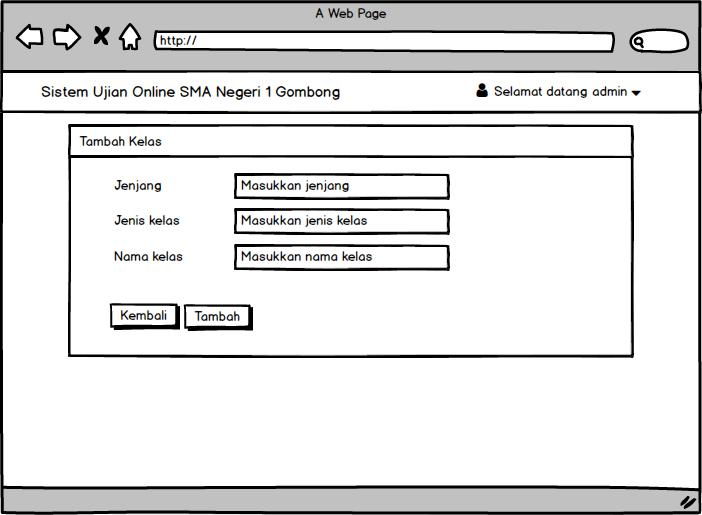 A Web Page
http://
Sistem Ujian Online SMA Negeri 1 Gombong
Selamat datang admin
Tambah Kelas
Jenjang
Masukkan jenjang
Jenis kelas
Masukkan jenis kelas
Nama kelas
Masukkan nama kelas
Kembali
Tambah